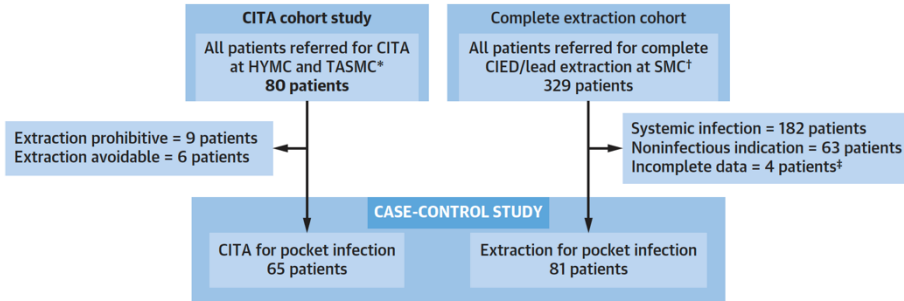 CITA cohort study
All patients referred for CITA
at HYMC and TASMC*
80 patients
Complete extraction cohort
All patients referred for complete
CIED/lead extraction at SMC†
329 patients
Extraction prohibitive = 9 patients
Extraction avoidable = 6 patients
Systemic infection = 182 patients
Noninfectious indication = 63 patients
Incomplete data = 4 patients‡
CASE-CONTROL STUDY
CITA for pocket infection
65 patients
Extraction for pocket infection
81 patients